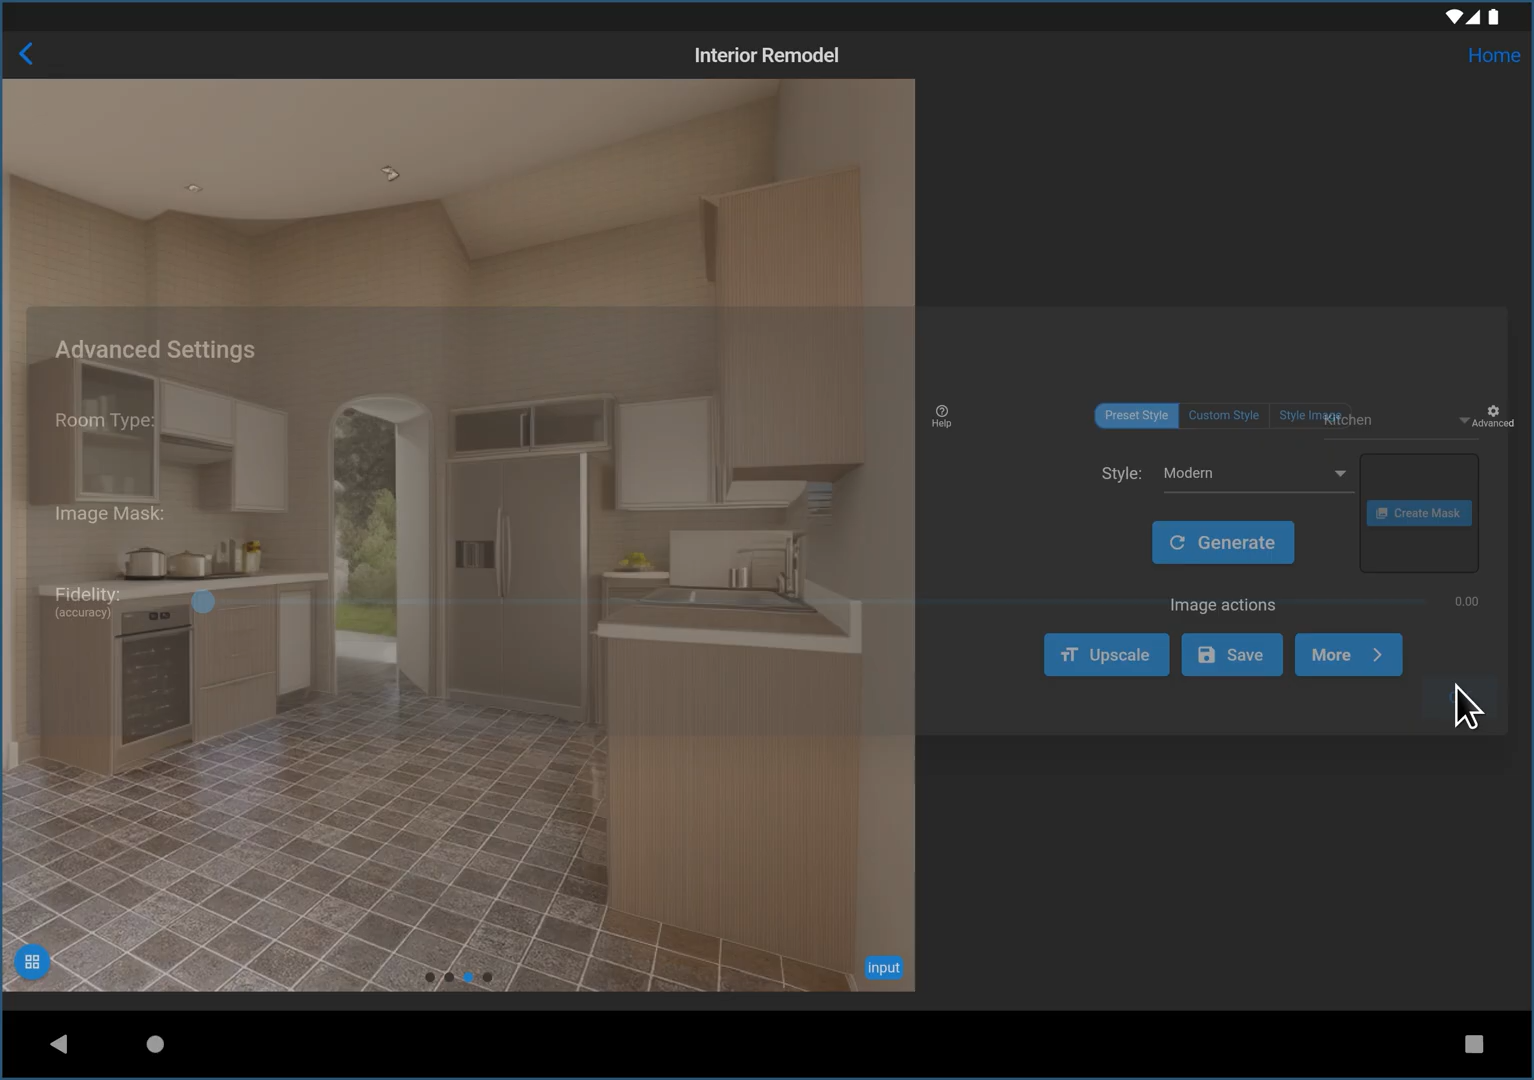 Interior Remodel
Home
Advanced Settings
Room Type:
Kitchen
Help
Preset Style
Custom Style
Style Image
Advanced
Style:
Modern
Image Mask:
Create Mask
Generate
Fidelity:
(accuracy)
0.00
Image actions
Upscale
Save
More
input